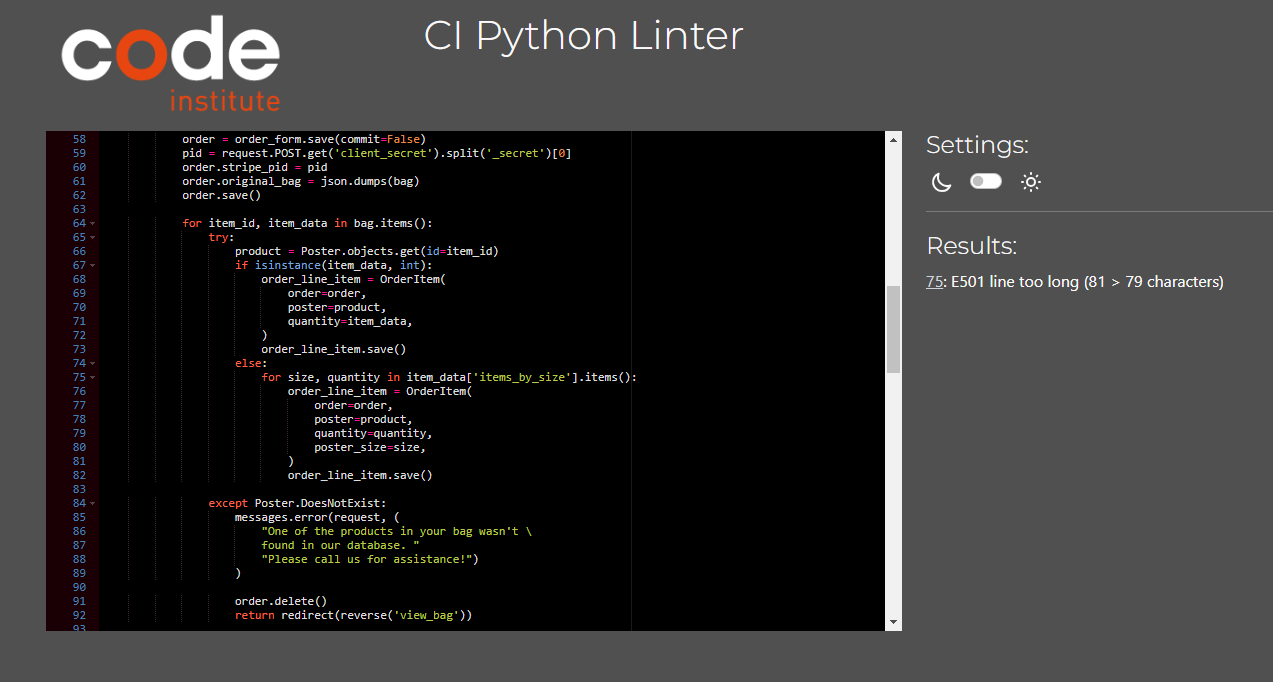 code
institute
CI Python Linter
58 order = order_form.save(commit=False)
59 pid = request.POST.get('client_secret').split('_secret')[0]
60 order.stripe_pid = pid
61 order.original_bag = json.dumps(bag)
62 order.save()
63
64 for item_id, item_data in bag.items():
65 try:
66 product = Poster.objects.get(id=item_id)
67 if isinstance(item_data, int):
68 order_line_item = OrderItem(
69 order=order,
70 poster=product,
71 quantity=item_data,
72 )
73 order_line_item.save()
74 else:
75 for size, quantity in item_data['items_by_size'].items():
76 order_line_item = OrderItem(
77 order=order,
78 poster=product,
79 quantity=quantity,
80 poster_size=size,
81 )
82 order_line_item.save()
83
84 except Poster.DoesNotExist:
85 messages.error(request, (
86 "One of the products in your bag wasn't \
87 found in our database. "
88 "Please call us for assistance!")
89 )
90
91 order.delete()
92 return redirect(reverse('view_bag'))
93
Settings:
Results:
75: E501 line too long (81 > 79 characters)